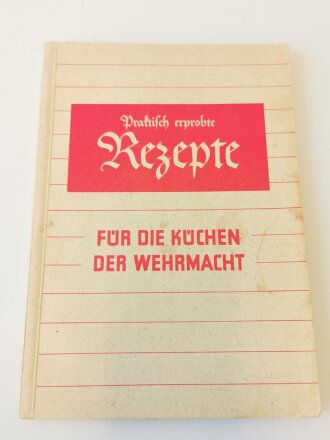 Praktisch erprobte
Rezepte
FÜR DIE KÜCHEN
DER WEHRMACHT